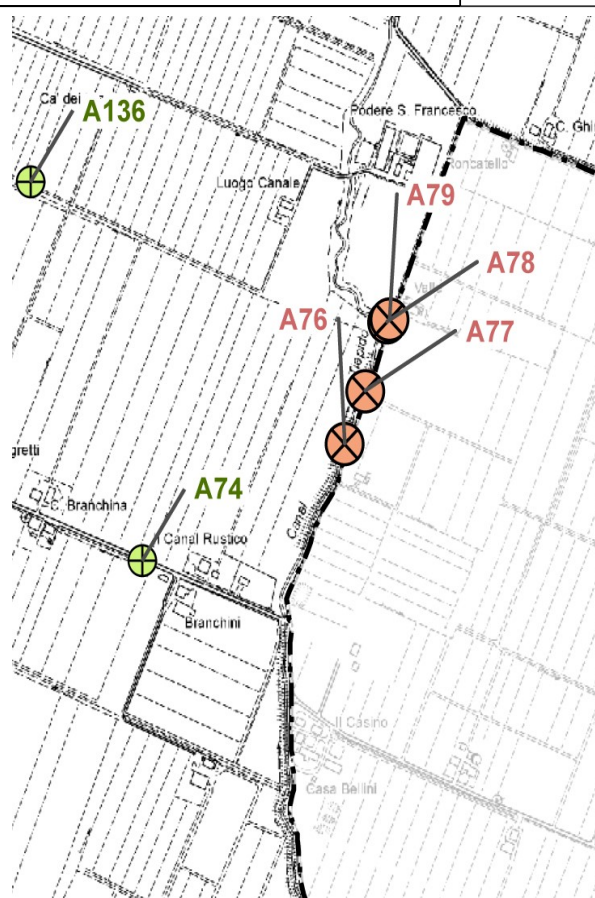 Ca' dei
A136
Podere S. Francesco
C. Ghi
Roncatello
Luogo Canale
A79
A78
Valle
A76
A77
gretti
A74
C. Branchina
l Canal Rustico
Canal
Branchini
Il Casino
Casa Bellini